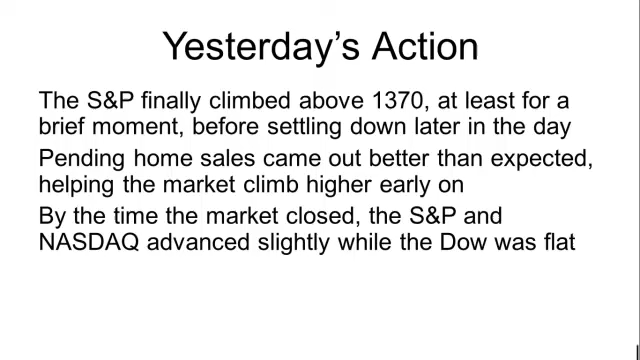 Yesterday’s Action
The S&P finally climbed above 1370, at least for a
brief moment, before settling down later in the day
Pending home sales came out better than expected,
helping the market climb higher early on
By the time the market closed, the S&P and
NASDAQ advanced slightly while the Dow was flat